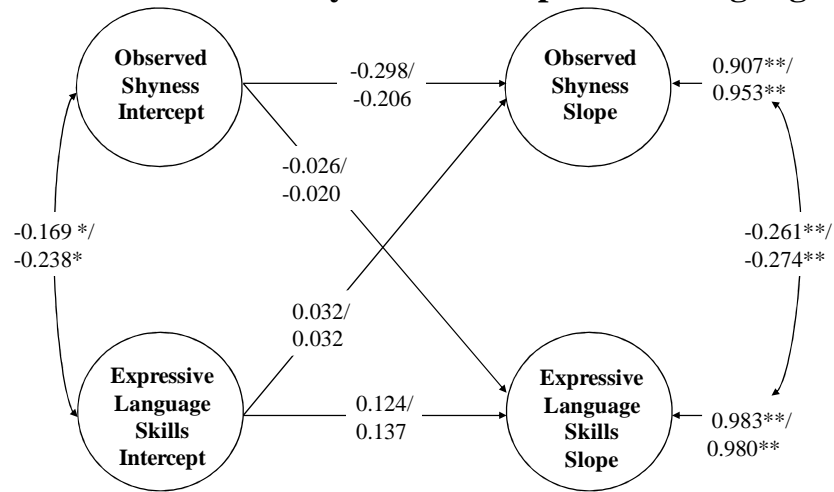 Observed
Shyness
Intercept
Observed
Shyness
Slope
-0.298/
-0.206
0.907**/
0.953**
-0.026/
-0.020
-0.169 */
-0.238*
-0.261**/
-0.274**
0.032/
0.032
Expressive
Language
Skills
Intercept
0.124/
0.137
Expressive
Language
Skills
Slope
0.983**/
0.980**